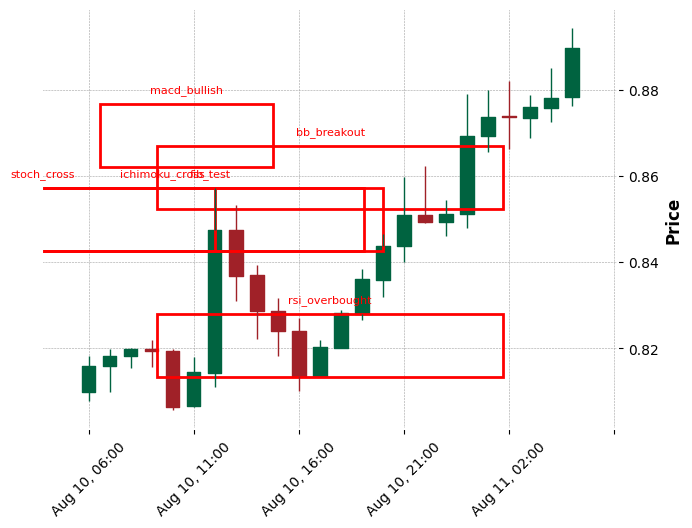 macd_bullish
0.88
bb_breakout
stoch_cross
ichimoku_cross
0.86
Price
0.84
rsi_overbought
0.82
Aug 10, 06:00
Aug 10, 11:00
Aug 10, 16:00
Aug 10, 21:00
Aug 11, 02:00